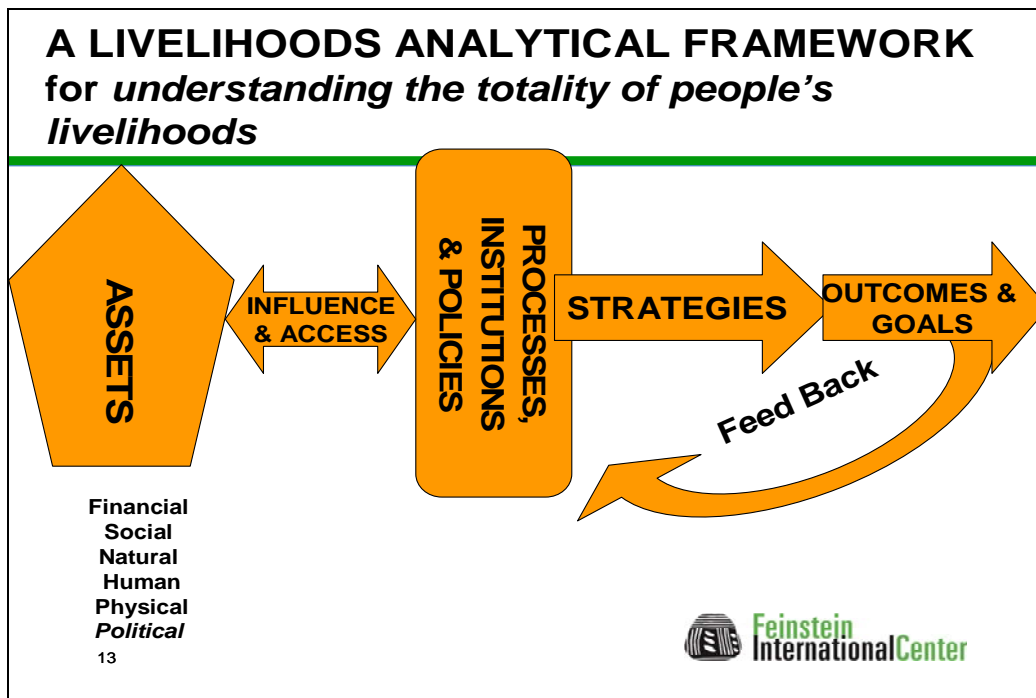 A LIVELIHOODS ANALYTICAL FRAMEWORK
for understanding the totality of people’s
livelihoods
ASSETS
INFLUENCE
& ACCESS
PROCESSES,
INSTITUTIONS
& POLICIES
STRATEGIES
OUTCOMES &
GOALS
Feed Back
Financial
Social
Natural
Human
Physical
Political
13
Feinstein
InternationalCenter